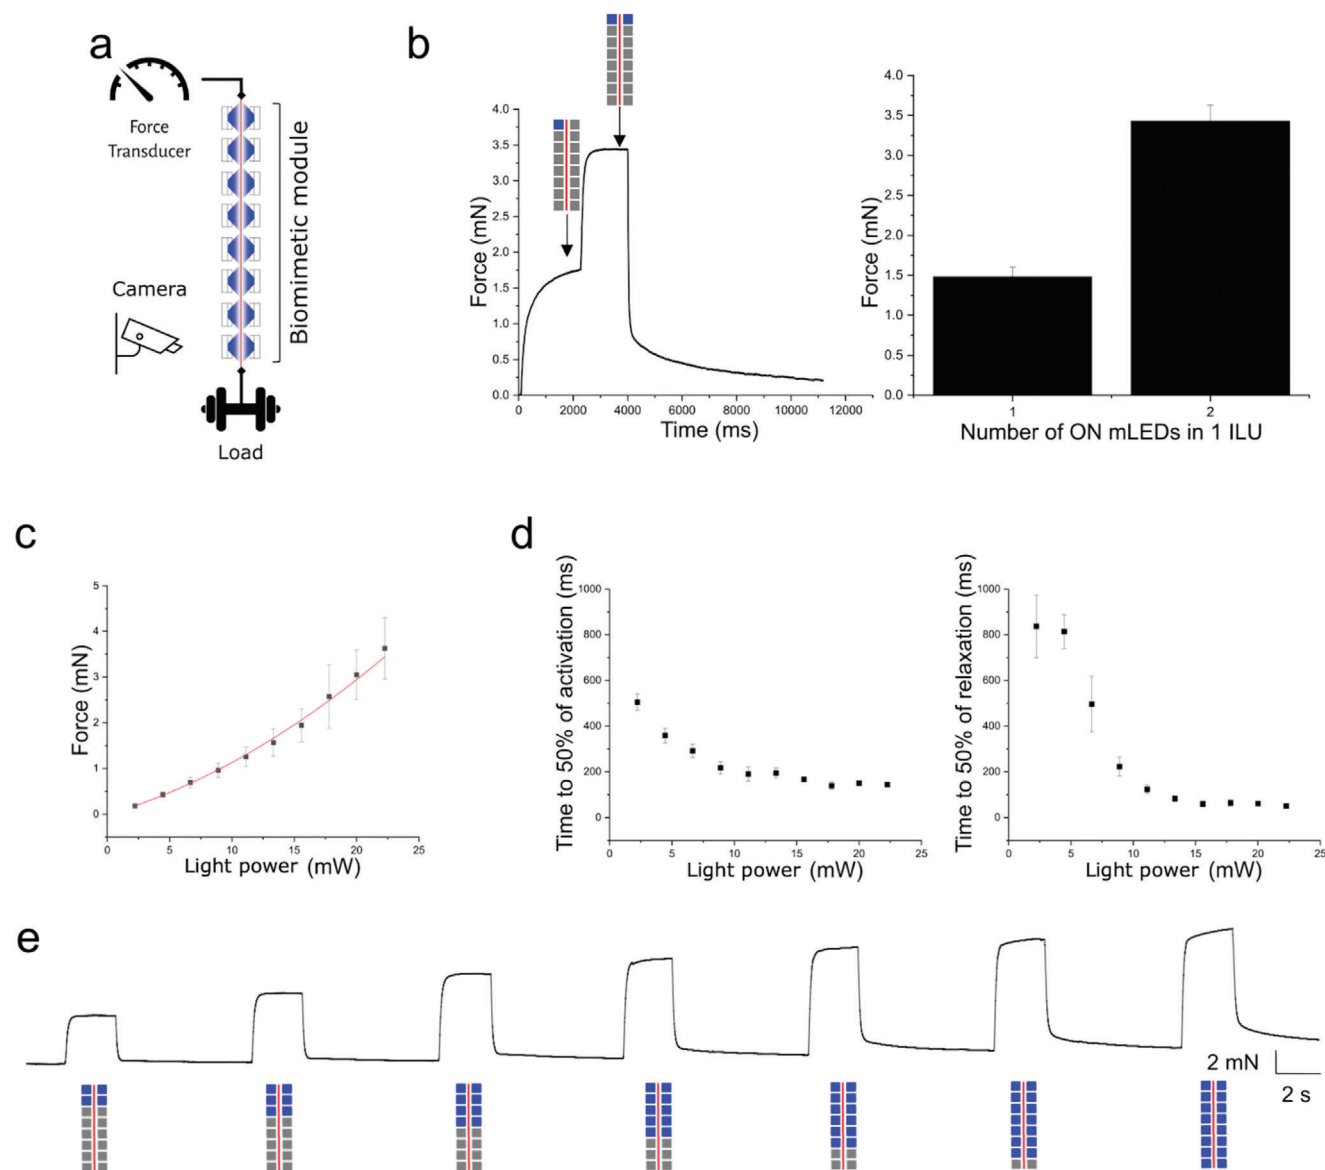 a
Force
Transducer
Biomimetic module
Camera
Load
b
4.0
3.5
3.0
2.5
2.0
1.5
1.0
0.5
0.0
Force (mN)
0 2000 4000 6000 8000 10000 12000
Time (ms)
4.0
3.5
3.0
2.5
2.0
1.5
1.0
0.5
0.0
Force (mN)
1 2
Number of ON mLEDs in 1 ILU
c
5
4
3
2
1
0
Force (mN)
0 5 10 15 20 25
Light power (mW)
d
1000
800
600
400
200
0
Time to 50% of activation (ms)
0 5 10 15 20 25
Light power (mW)
1000
800
600
400
200
0
Time to 50% of relaxation (ms)
0 5 10 15 20 25
Light power (mW)
e
2 mN
2 s